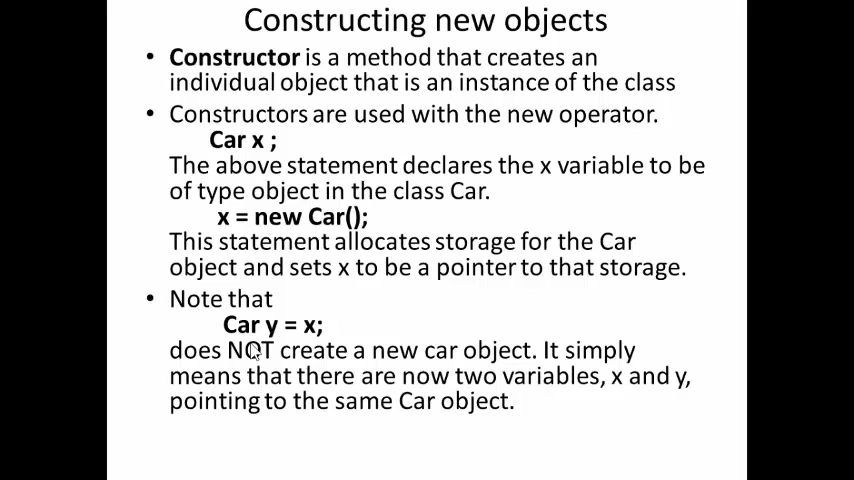 Constructing new objects
• Constructor is a method that creates an
individual object that is an instance of the class
• Constructors are used with the new operator.
Car x ;
The above statement declares the x variable to be
of type object in the class Car.
x = new Car();
This statement allocates storage for the Car
object and sets x to be a pointer to that storage.
• Note that
Car y = x;
does NOT create a new car object. It simply
means that there are now two variables, x and y,
pointing to the same Car object.